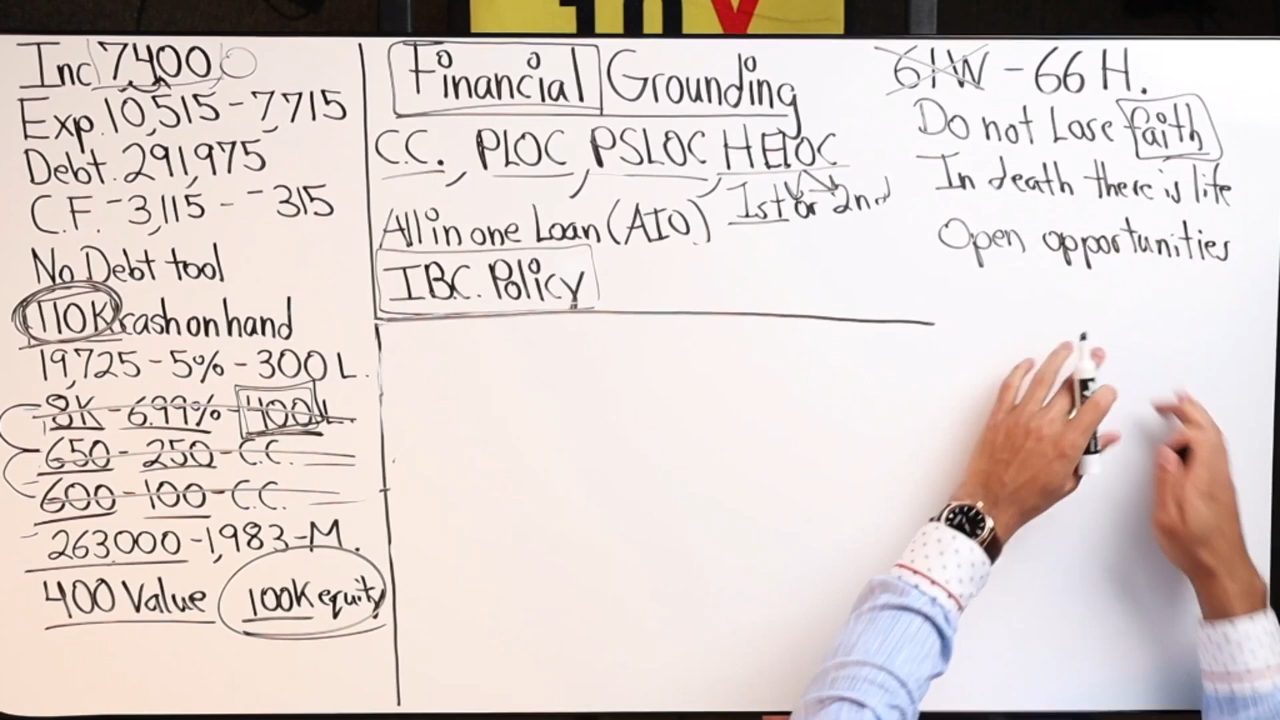 Inc 7400
Exp. 10,515 - 7,715
Debt. 291,975
C.F. -3,115 - -315
No Debt tool
110K cash on hand
19,725 - 5% - 300 L.
8K - 6.99% - 400 L
650 - 250 - C.C.
600 - 100 - C.C.
263000 - 1,983 - M.
400 Value 100K equity
Financial Grounding
C.C., PLOC, PSLOC, HELOC
1st or 2nd
All in one Loan (AIO)
I.B.C. Policy
61W - 66 H.
Do not Lose faith
In death there is life
Open opportunities